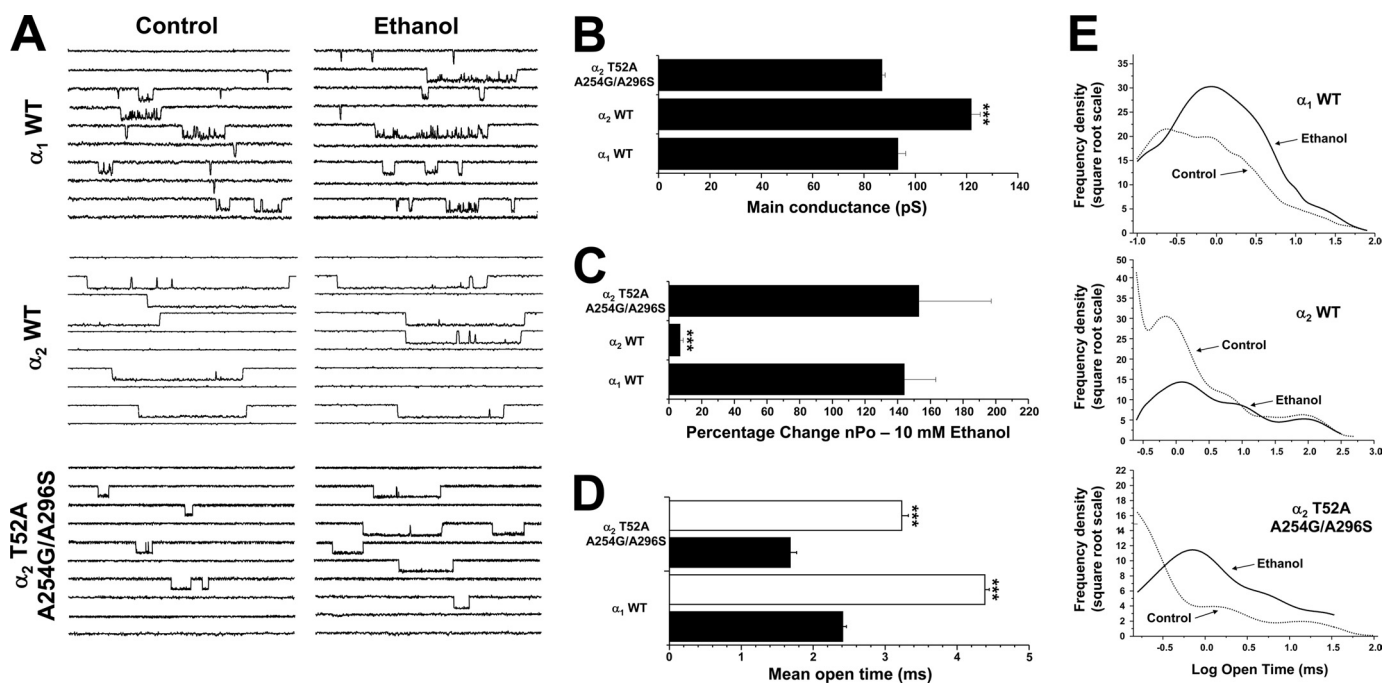 A
Control
Ethanol
α1 WT
α2 WT
α2 T52A
A254G/A296S
B
α2 T52A
A254G/A296S
α2 WT
α1 WT
***
0 20 40 60 80 100 120 140
Main conductance (pS)
C
α2 T52A
A254G/A296S
α2 WT
α1 WT
***
0 20 40 60 80 100 120 140 160 180 200 220
Percentage Change nPo – 10 mM Ethanol
D
α2 T52A
A254G/A296S
α1 WT
***
***
0 1 2 3 4 5
Mean open time (ms)
E
Frequency density
(square root scale)
35
30
25
20
15
10
5
0
α1 WT
Ethanol
Control
-1.0 -0.5 0.0 0.5 1.0 1.5 2.0
Frequency density
(square root scale)
50
40
35
30
25
20
15
10
5
0
α2 WT
Control
Ethanol
-0.5 0.0 0.5 1.0 1.5 2.0 2.5 3.0
Frequency density
(square root scale)
22
20
18
16
14
12
10
8
6
4
2
0
α2 T52A
A254G/A296S
Ethanol
Control
-0.5 0.0 0.5 1.0 1.5 2.0
Log Open Time (ms)